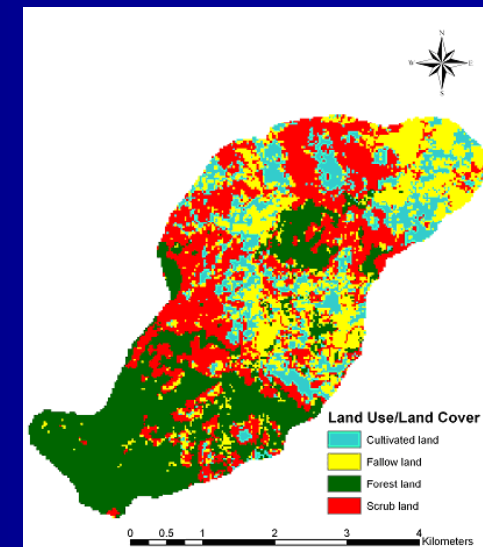 N
W E
S
Land Use/Land Cover
Cultivated land
Fallow land
Forest land
Scrub land
0 0.5 1 2 3 4
Kilometers